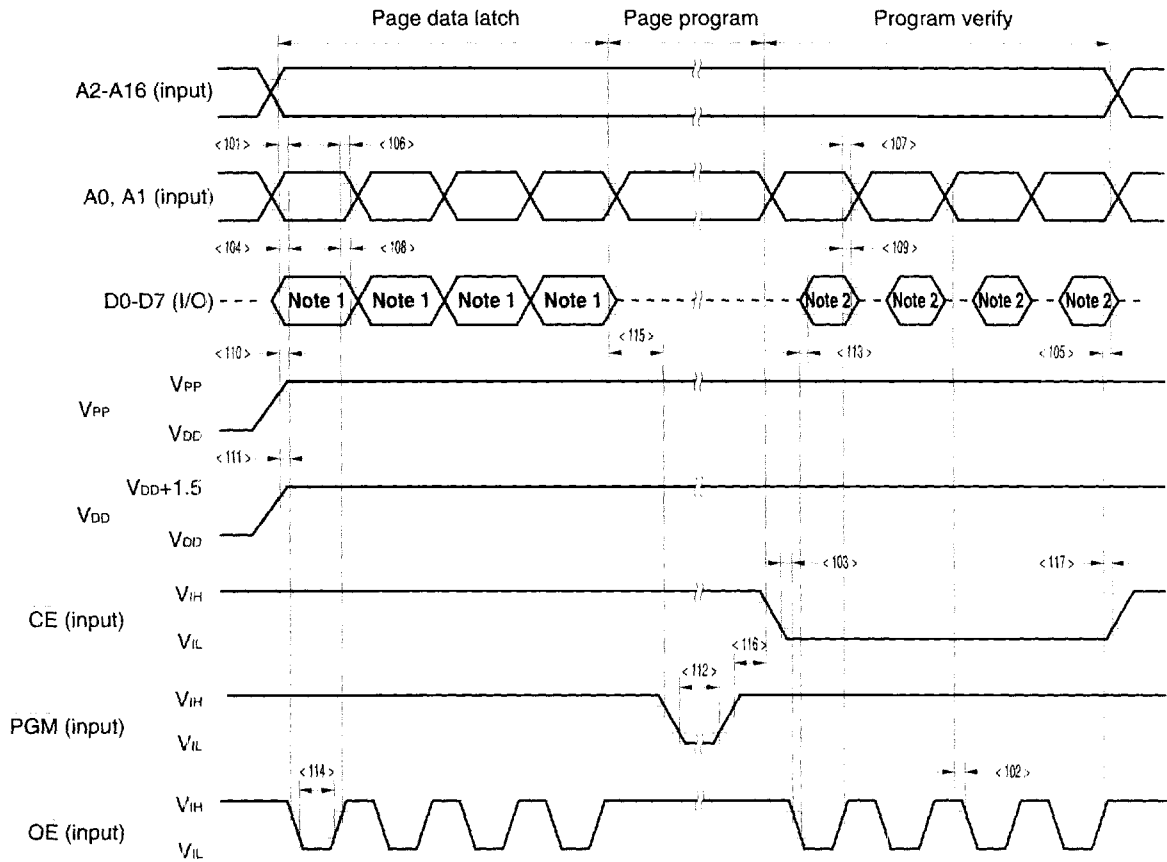 Page data latch Page program Program verify
A2-A16 (input)
<101> <106> <107>
A0, A1 (input)
<104> <108> <109>
D0-D7 (I/O) Note 1 Note 1 Note 1 Note 1 Note 2 Note 2 Note 2 Note 2
<115>
<110> <113> <105>
VPP
VPP
VDD
<111>
VDD+1.5
VDD
VDD
<103> <117>
VIH
CE (input)
VIL
<116>
<112>
VIH
PGM (input)
VIL
<114> <102>
VIH
OE (input)
VIL